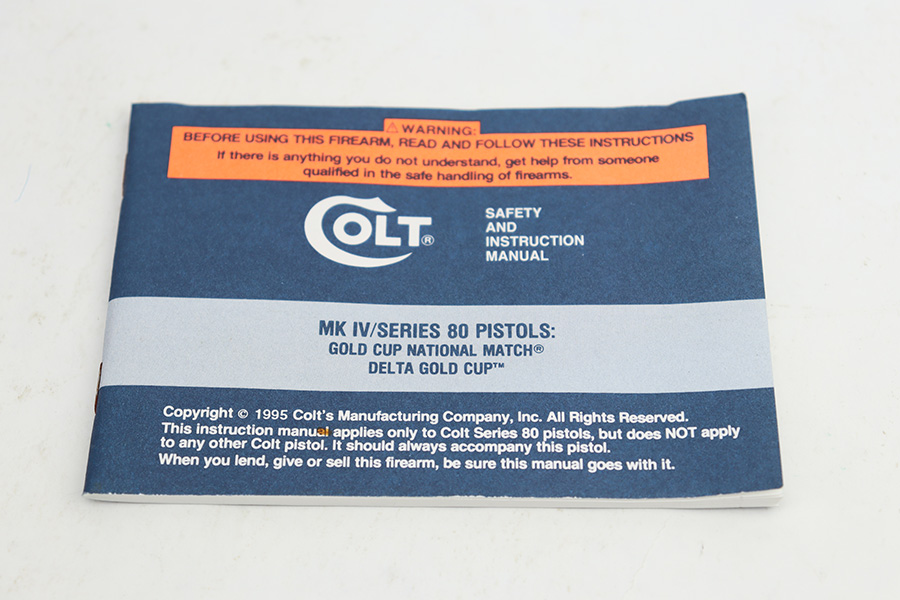 ⚠ WARNING:
BEFORE USING THIS FIREARM, READ AND FOLLOW THESE INSTRUCTIONS
If there is anything you do not understand, get help from someone
qualified in the safe handling of firearms.
COLT®
SAFETY
AND
INSTRUCTION
MANUAL
MK IV/SERIES 80 PISTOLS:
GOLD CUP NATIONAL MATCH®
DELTA GOLD CUP™
Copyright © 1995 Colt's Manufacturing Company, Inc. All Rights Reserved.
This instruction manual applies only to Colt Series 80 pistols, but does NOT apply
to any other Colt pistol. It should always accompany this pistol.
When you lend, give or sell this firearm, be sure this manual goes with it.